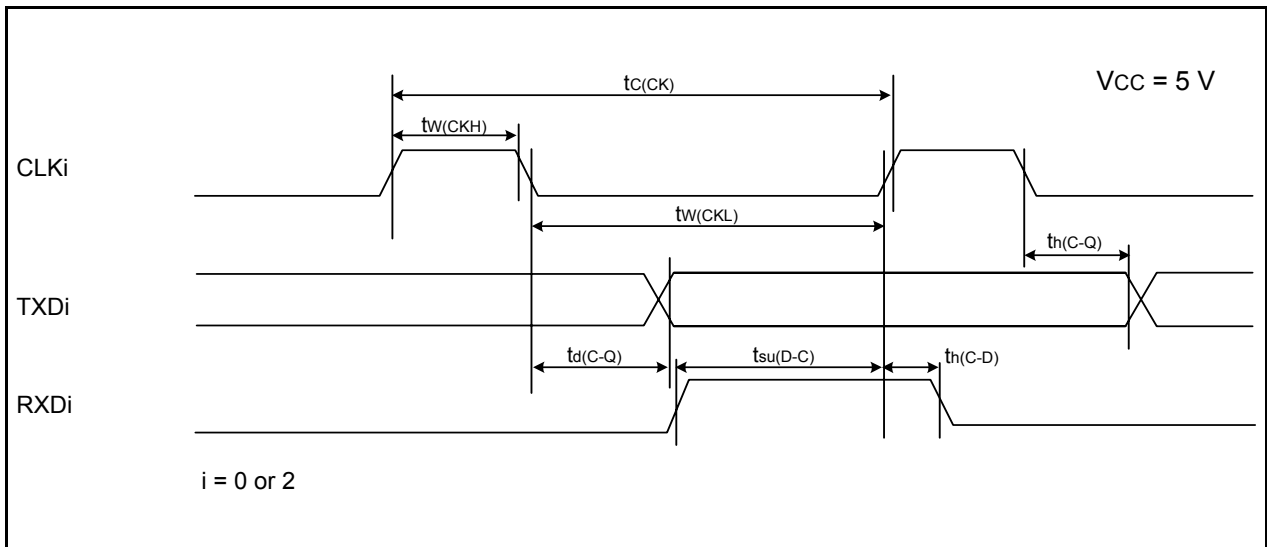 tC(CK)
VCC = 5 V
tW(CKH)
CLKi
tW(CKL)
th(C-Q)
TXDi
td(C-Q)
tsu(D-C)
th(C-D)
RXDi
i = 0 or 2